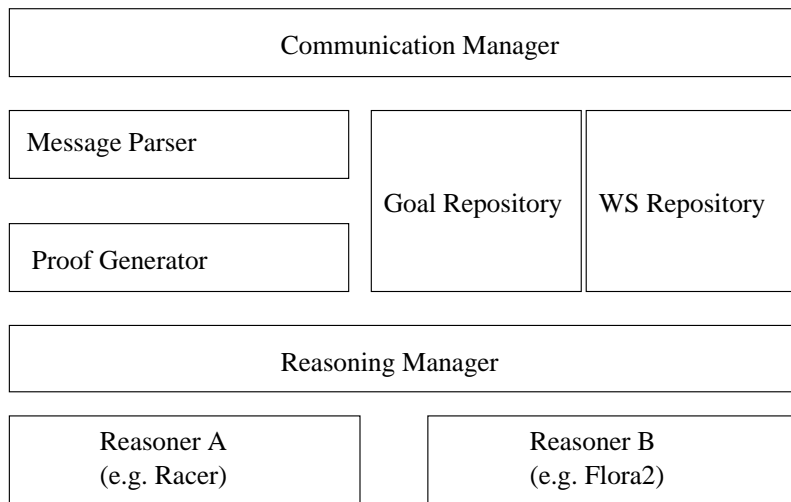 Communication Manager
Message Parser
Goal Repository
WS Repository
Proof Generator
Reasoning Manager
Reasoner A
(e.g. Racer)
Reasoner B
(e.g. Flora2)